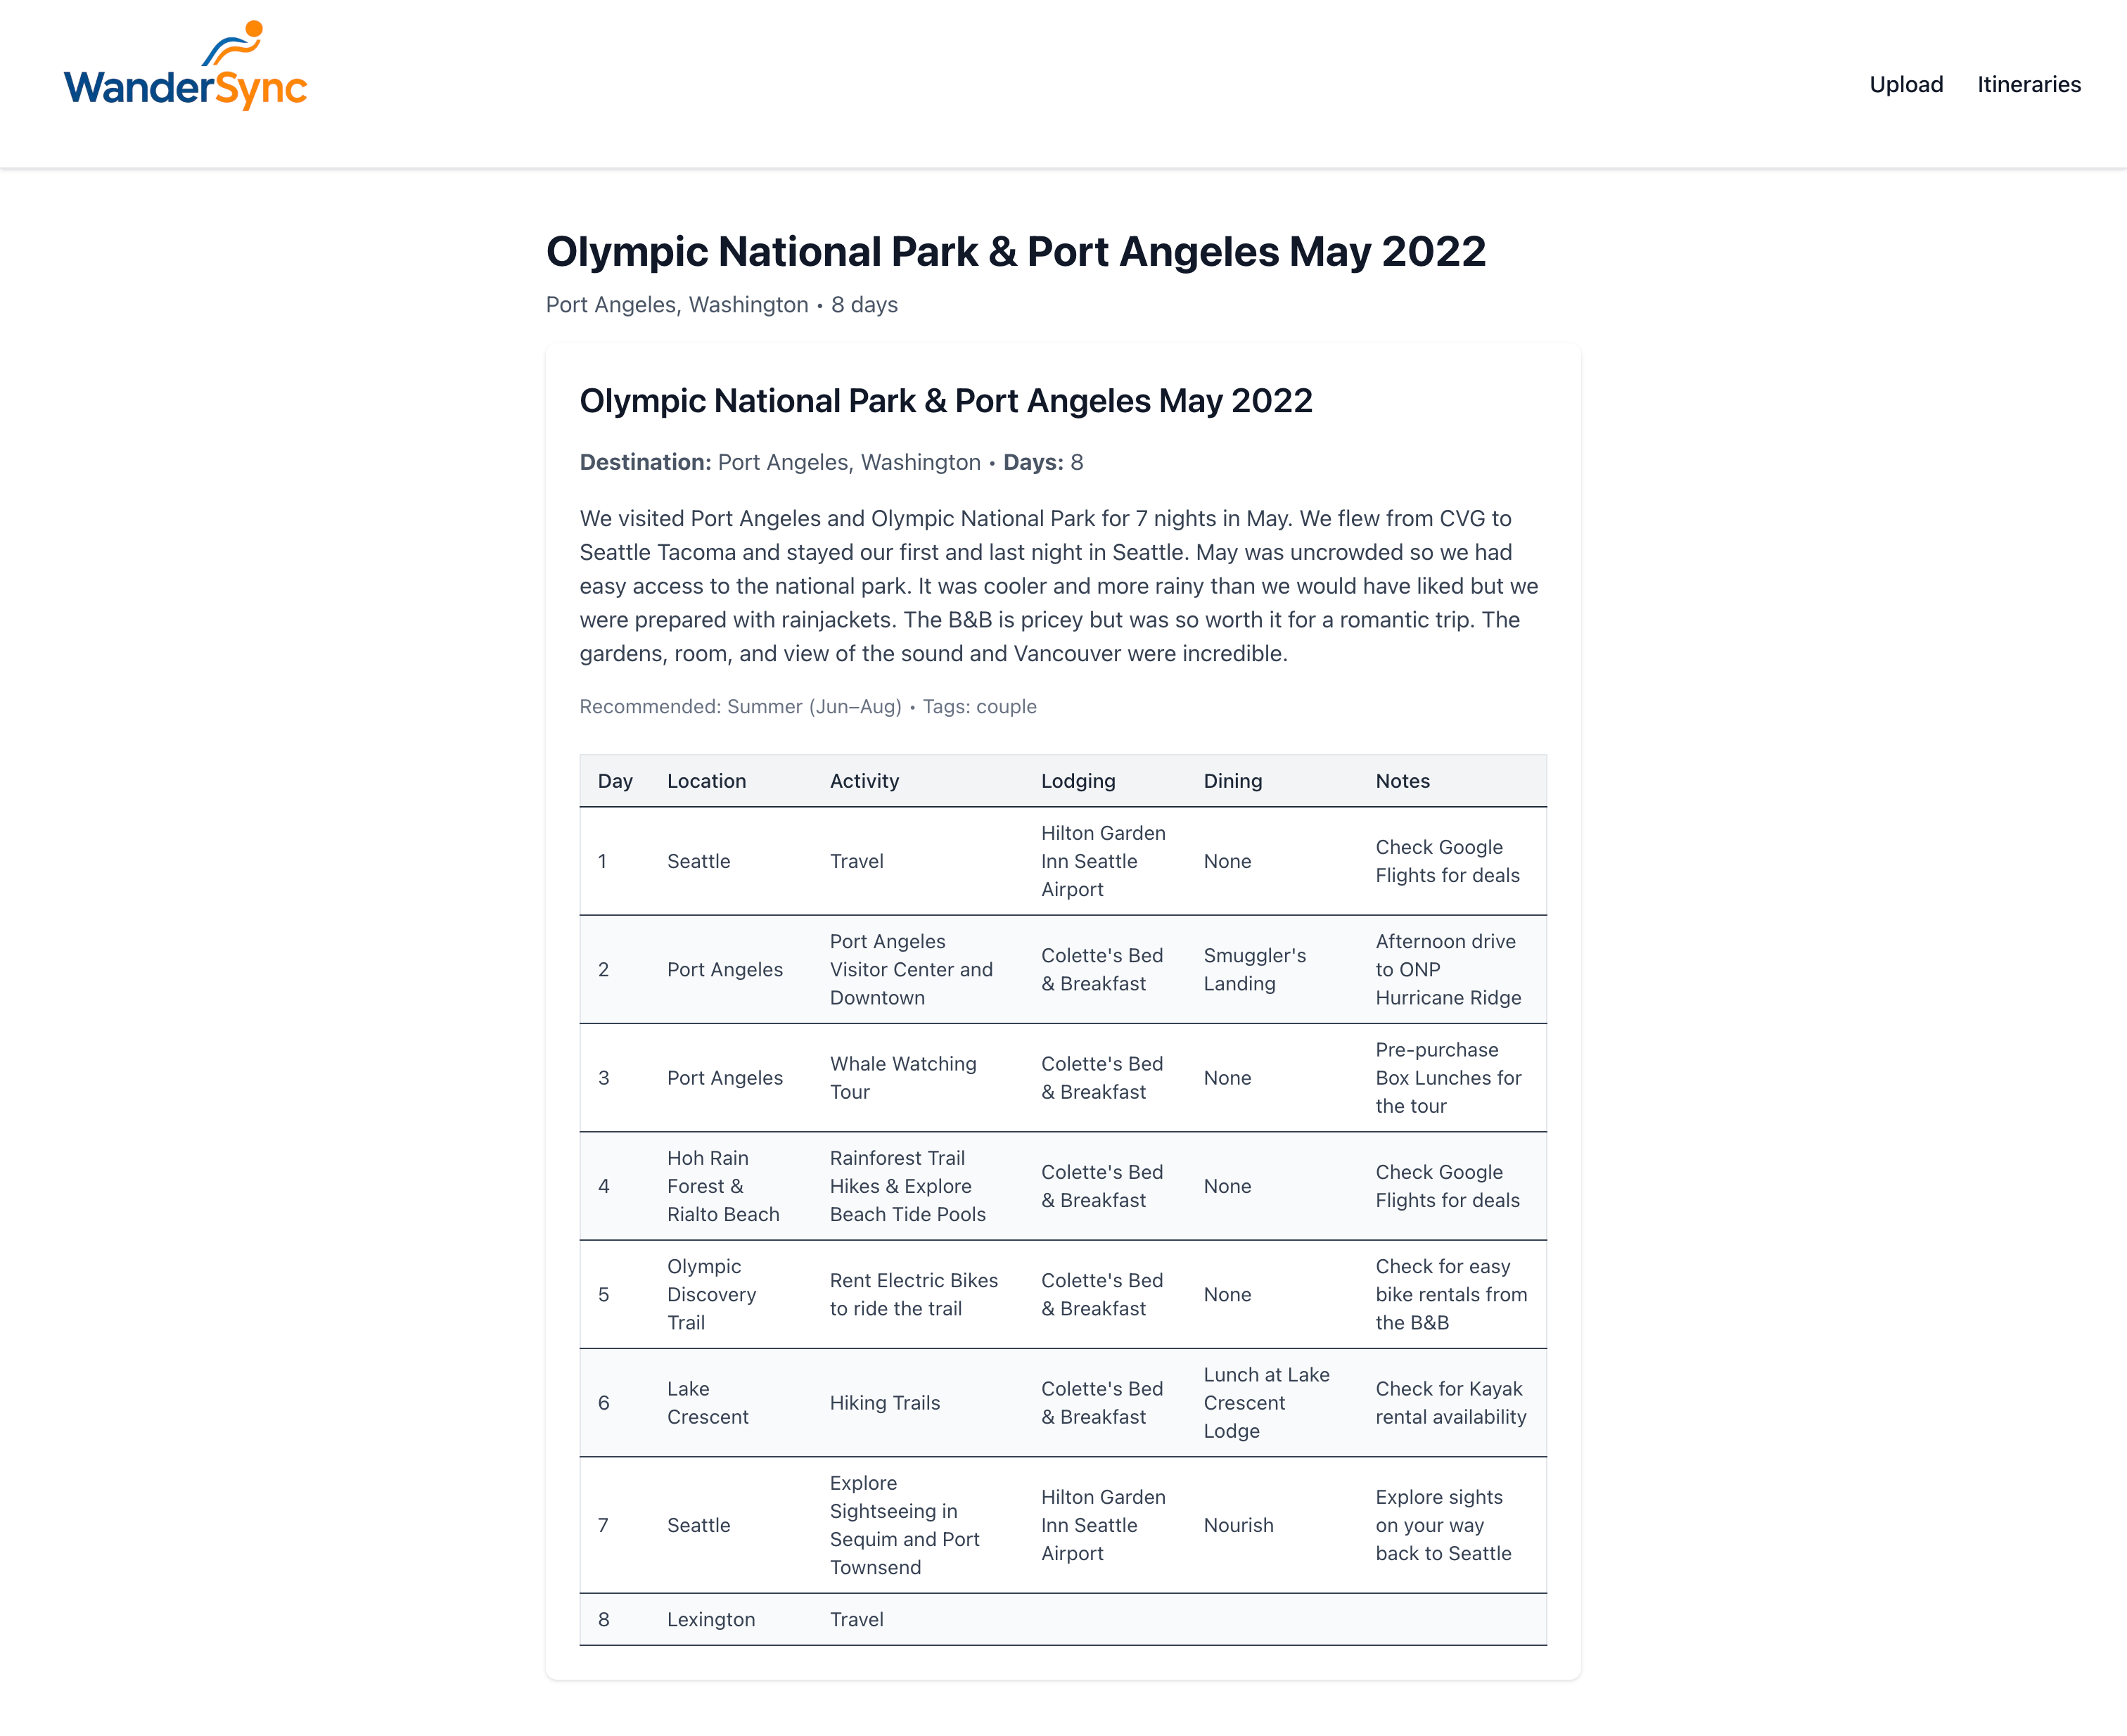 WanderSync
Upload Itineraries
Olympic National Park & Port Angeles May 2022
Port Angeles, Washington • 8 days
Olympic National Park & Port Angeles May 2022
Destination: Port Angeles, Washington • Days: 8
We visited Port Angeles and Olympic National Park for 7 nights in May. We flew from CVG to
Seattle Tacoma and stayed our first and last night in Seattle. May was uncrowded so we had
easy access to the national park. It was cooler and more rainy than we would have liked but we
were prepared with rainjackets. The B&B is pricey but was so worth it for a romantic trip. The
gardens, room, and view of the sound and Vancouver were incredible.
Recommended: Summer (Jun–Aug) • Tags: couple
Day Location Activity Lodging Dining Notes
1
Seattle
Travel
Hilton Garden
Inn Seattle
Airport
None
Check Google
Flights for deals
2
Port Angeles
Port Angeles
Visitor Center and
Downtown
Colette's Bed
& Breakfast
Smuggler's
Landing
Afternoon drive
to ONP
Hurricane Ridge
3
Port Angeles
Whale Watching
Tour
Colette's Bed
& Breakfast
None
Pre-purchase
Box Lunches for
the tour
4
Hoh Rain
Forest &
Rialto Beach
Rainforest Trail
Hikes & Explore
Beach Tide Pools
Colette's Bed
& Breakfast
None
Check Google
Flights for deals
5
Olympic
Discovery
Trail
Rent Electric Bikes
to ride the trail
Colette's Bed
& Breakfast
None
Check for easy
bike rentals from
the B&B
6
Lake
Crescent
Hiking Trails
Colette's Bed
& Breakfast
Lunch at Lake
Crescent
Lodge
Check for Kayak
rental availability
7
Seattle
Explore
Sightseeing in
Sequim and Port
Townsend
Hilton Garden
Inn Seattle
Airport
Nourish
Explore sights
on your way
back to Seattle
8
Lexington
Travel